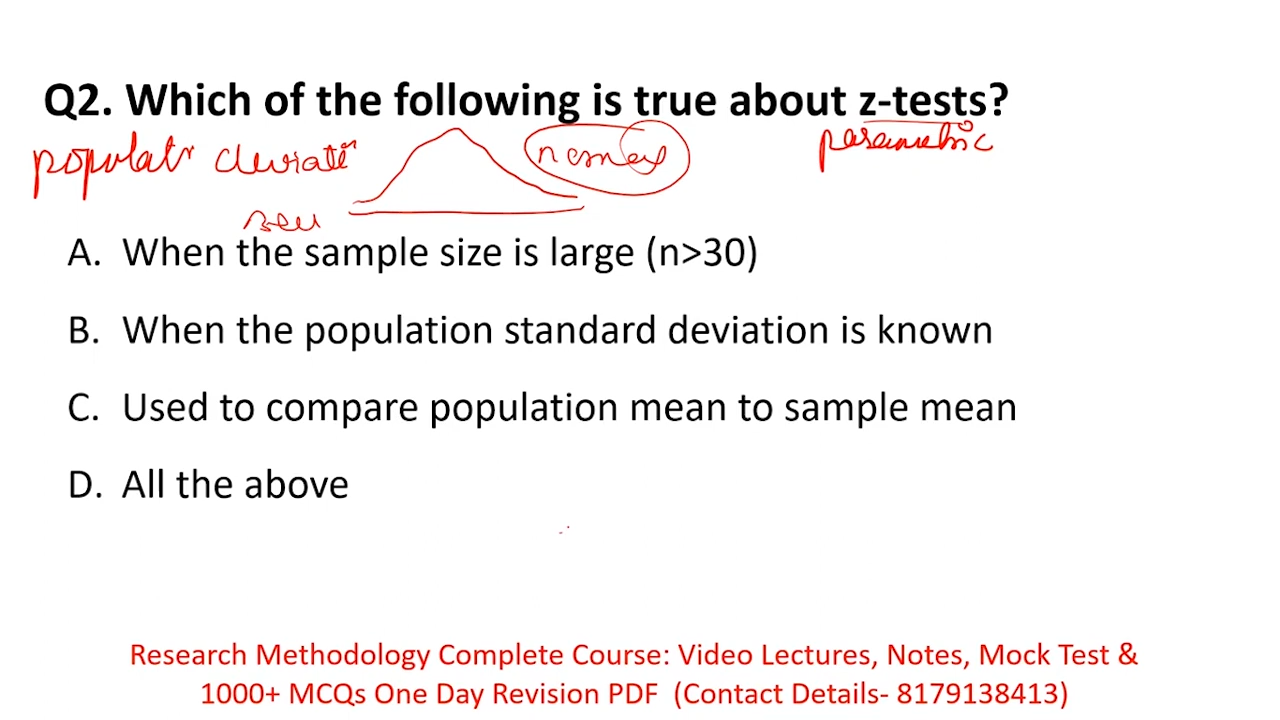 Q2. Which of the following is true about z-tests?
parametric
A. When the sample size is large (n>30)
B. When the population standard deviation is known
C. Used to compare population mean to sample mean
D. All the above
Research Methodology Complete Course: Video Lectures, Notes, Mock Test &
1000+ MCQs One Day Revision PDF (Contact Details- 8179138413)